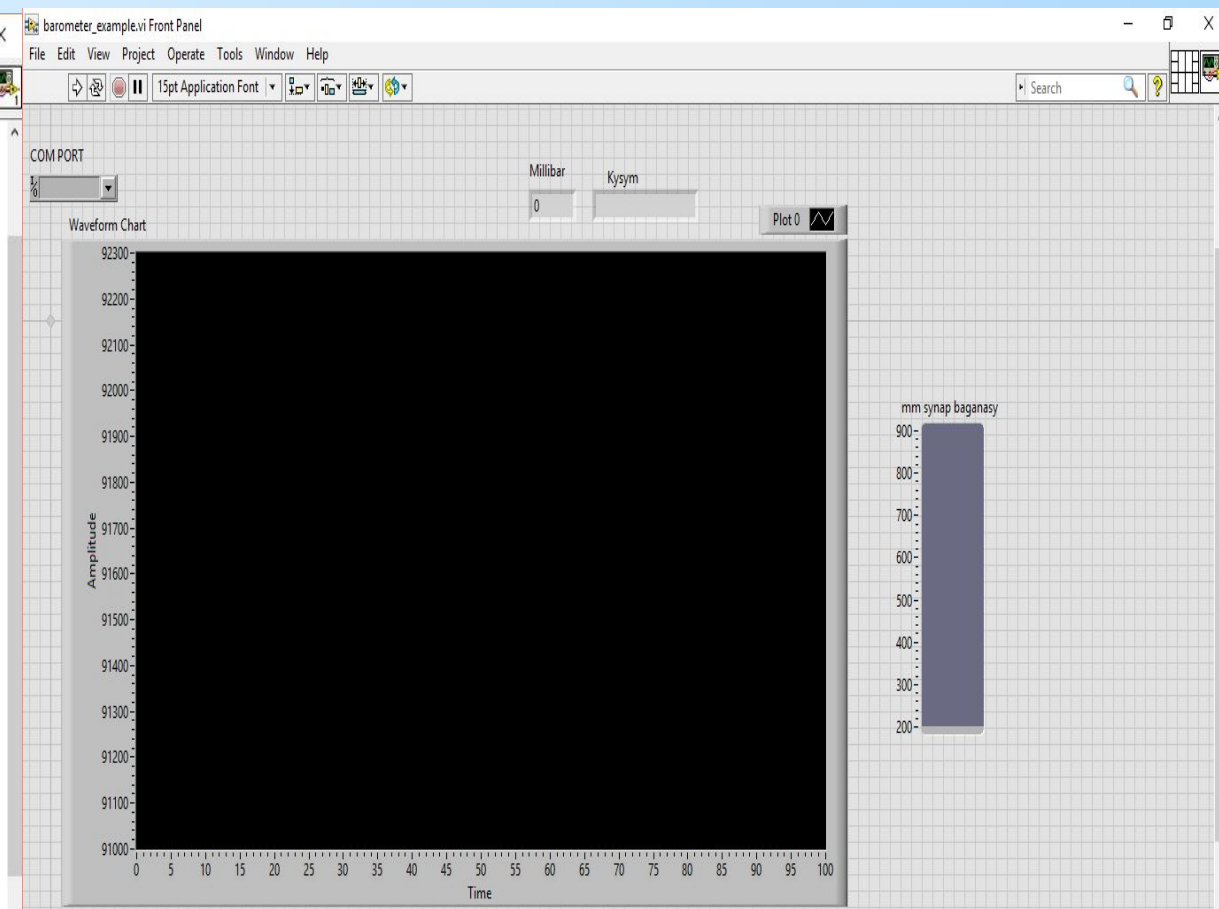 barometer_example.vi Front Panel
File Edit View Project Operate Tools Window Help
15pt Application Font
Search
1
COM PORT
Millibar
Kysym
0
Plot 0
Waveform Chart
92300
92200
92100
92000
91900
91800
91700
91600
91500
91400
91300
91200
91100
91000
Amplitude
0 5 10 15 20 25 30 35 40 45 50 55 60 65 70 75 80 85 90 95 100
Time
mm synap baganasy
900
800
700
600
500
400
300
200